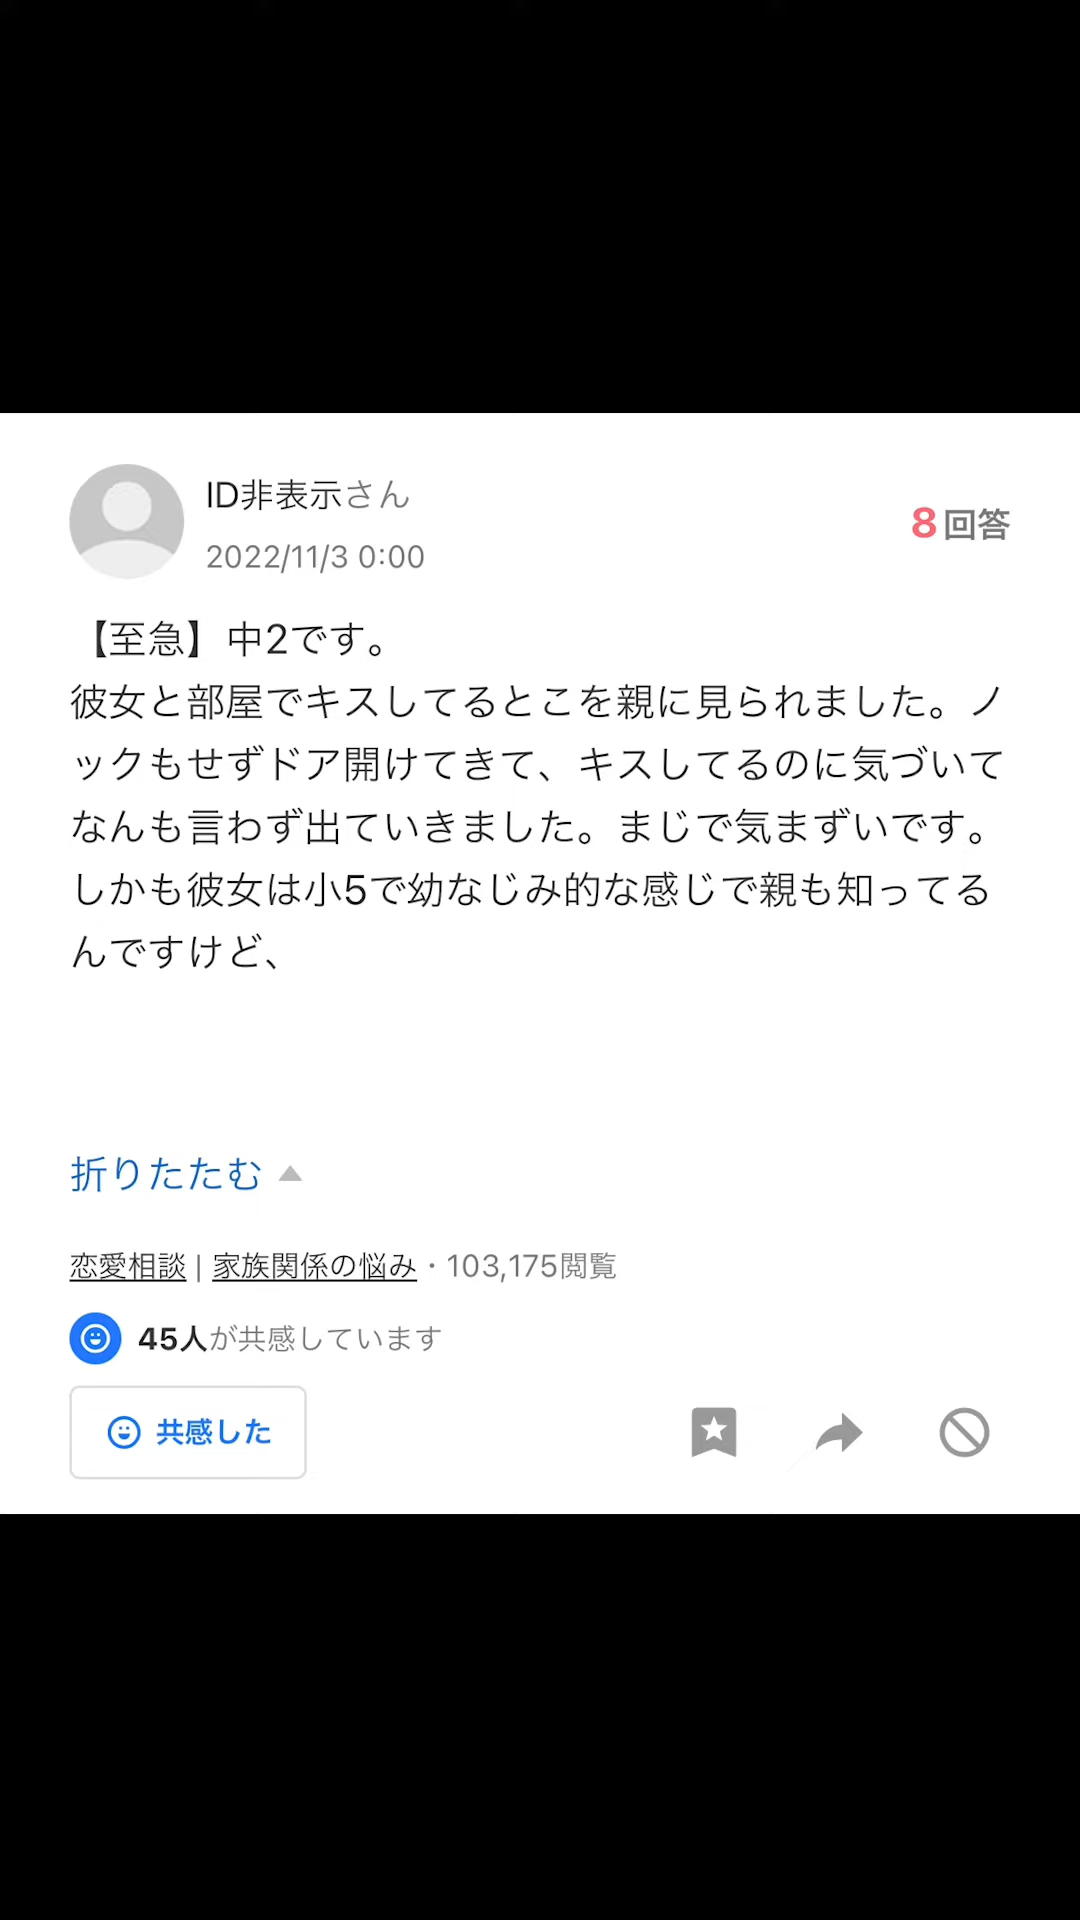 ID非表示さん
2022/11/3 0:00
8回答
【至急】中2です。
彼女と部屋でキスしてるとこを親に見られました。ノ
ックもせずドア開けてきて、キスしてるのに気づいて
なんも言わず出ていきました。まじで気まずいです。
しかも彼女は小5で幼なじみ的な感じで親も知ってる
んですけど、
折りたたむ
恋愛相談 | 家族関係の悩み・103,175閲覧
45人が共感しています
共感した